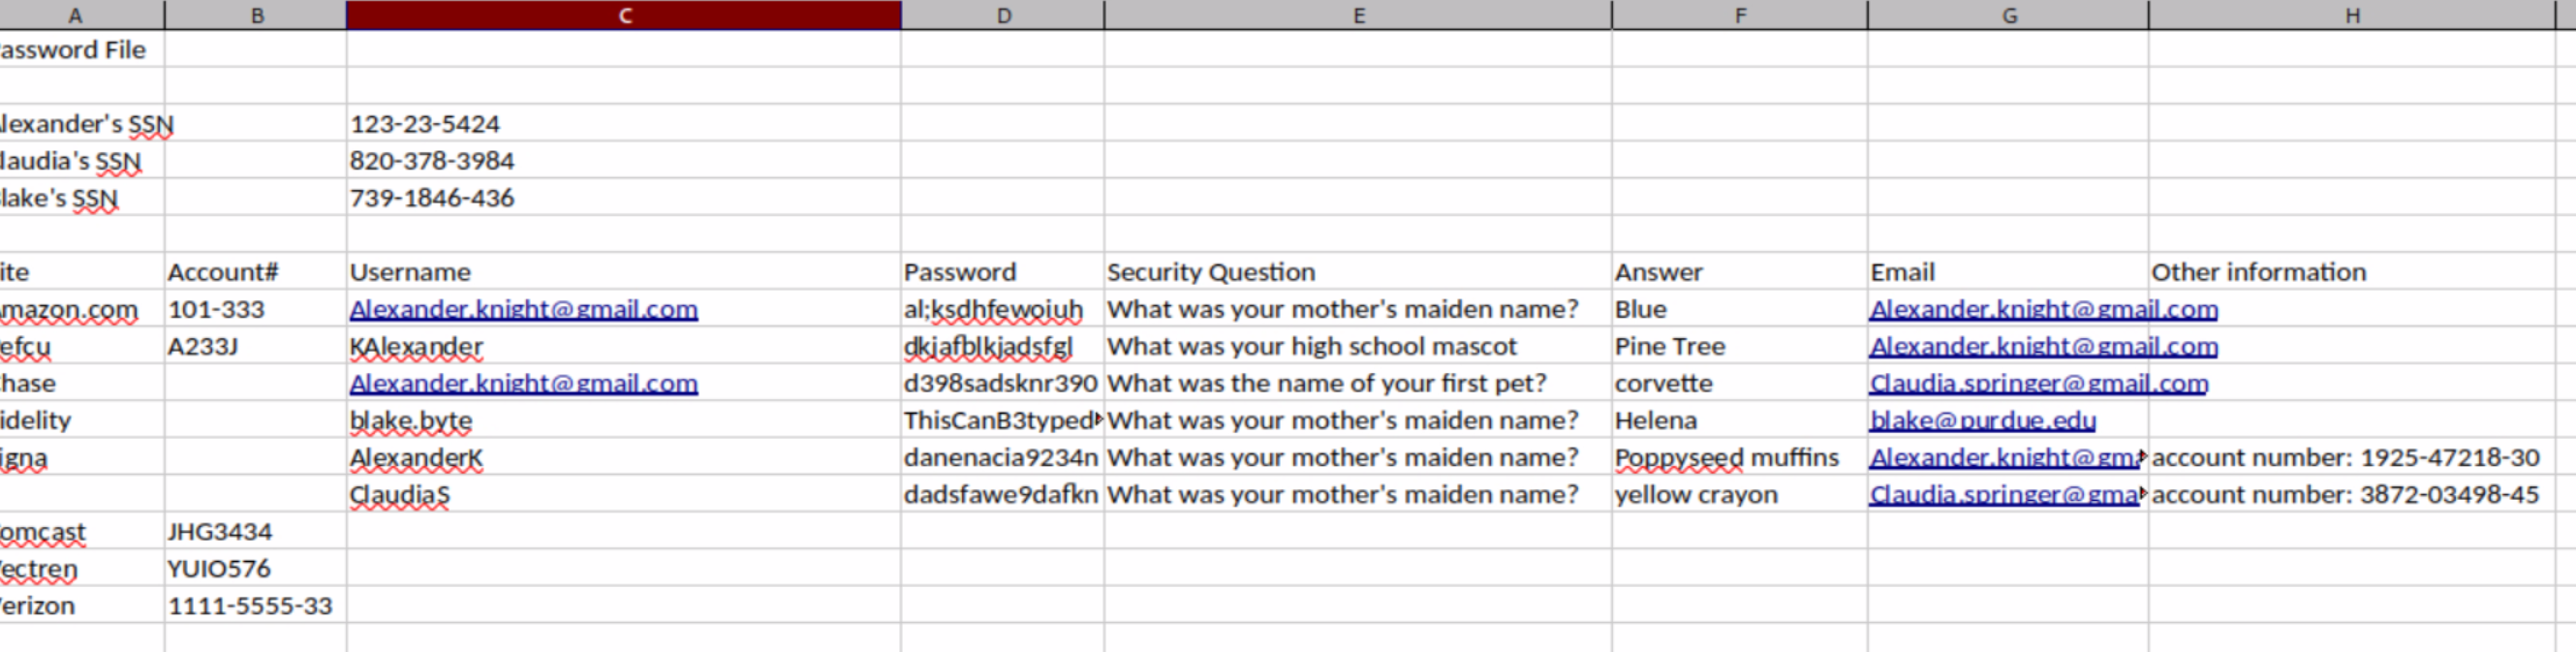 A B C D E F G H
assword File
lexander's SSN 123-23-5424
laudia's SSN 820-378-3984
lake's SSN 739-1846-436
ite Account# Username Password Security Question Answer Email Other information
mazon.com 101-333 Alexander.knight@gmail.com al;ksdhfewoiuh What was your mother's maiden name? Blue Alexander.knight@gmail.com
efcu A233J KAlexander dkjafblkjadsfgl What was your high school mascot Pine Tree Alexander.knight@gmail.com
hase Alexander.knight@gmail.com d398sadsknr390 What was the name of your first pet? corvette Claudia.springer@gmail.com
idelity blake.byte ThisCanB3typed What was your mother's maiden name? Helena blake@purdue.edu
igna AlexanderK danenacia9234n What was your mother's maiden name? Poppyseed muffins Alexander.knight@gma account number: 1925-47218-30
ClaudiaS dadsfawe9dafkn What was your mother's maiden name? yellow crayon Claudia.springer@gma account number: 3872-03498-45
omcast JHG3434
ectren YUIO576
erizon 1111-5555-33